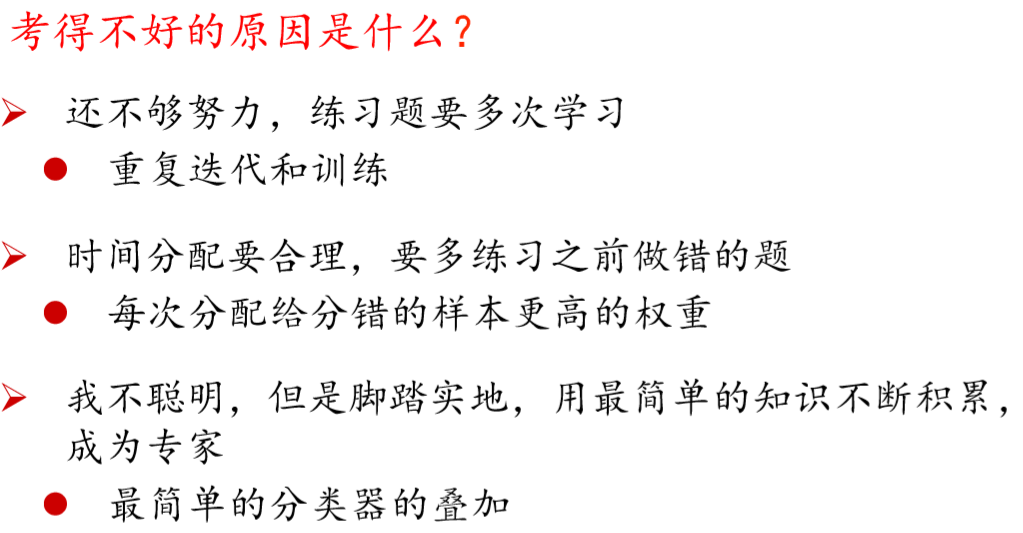 考得不好的原因是什么？
还不够努力，练习题要多次学习
重复迭代和训练
时间分配要合理，要多练习之前做错的题
每次分配给分错的样本更高的权重
我不聪明，但是脚踏实地，用最简单的知识不断积累，
成为专家
最简单的分类器的叠加